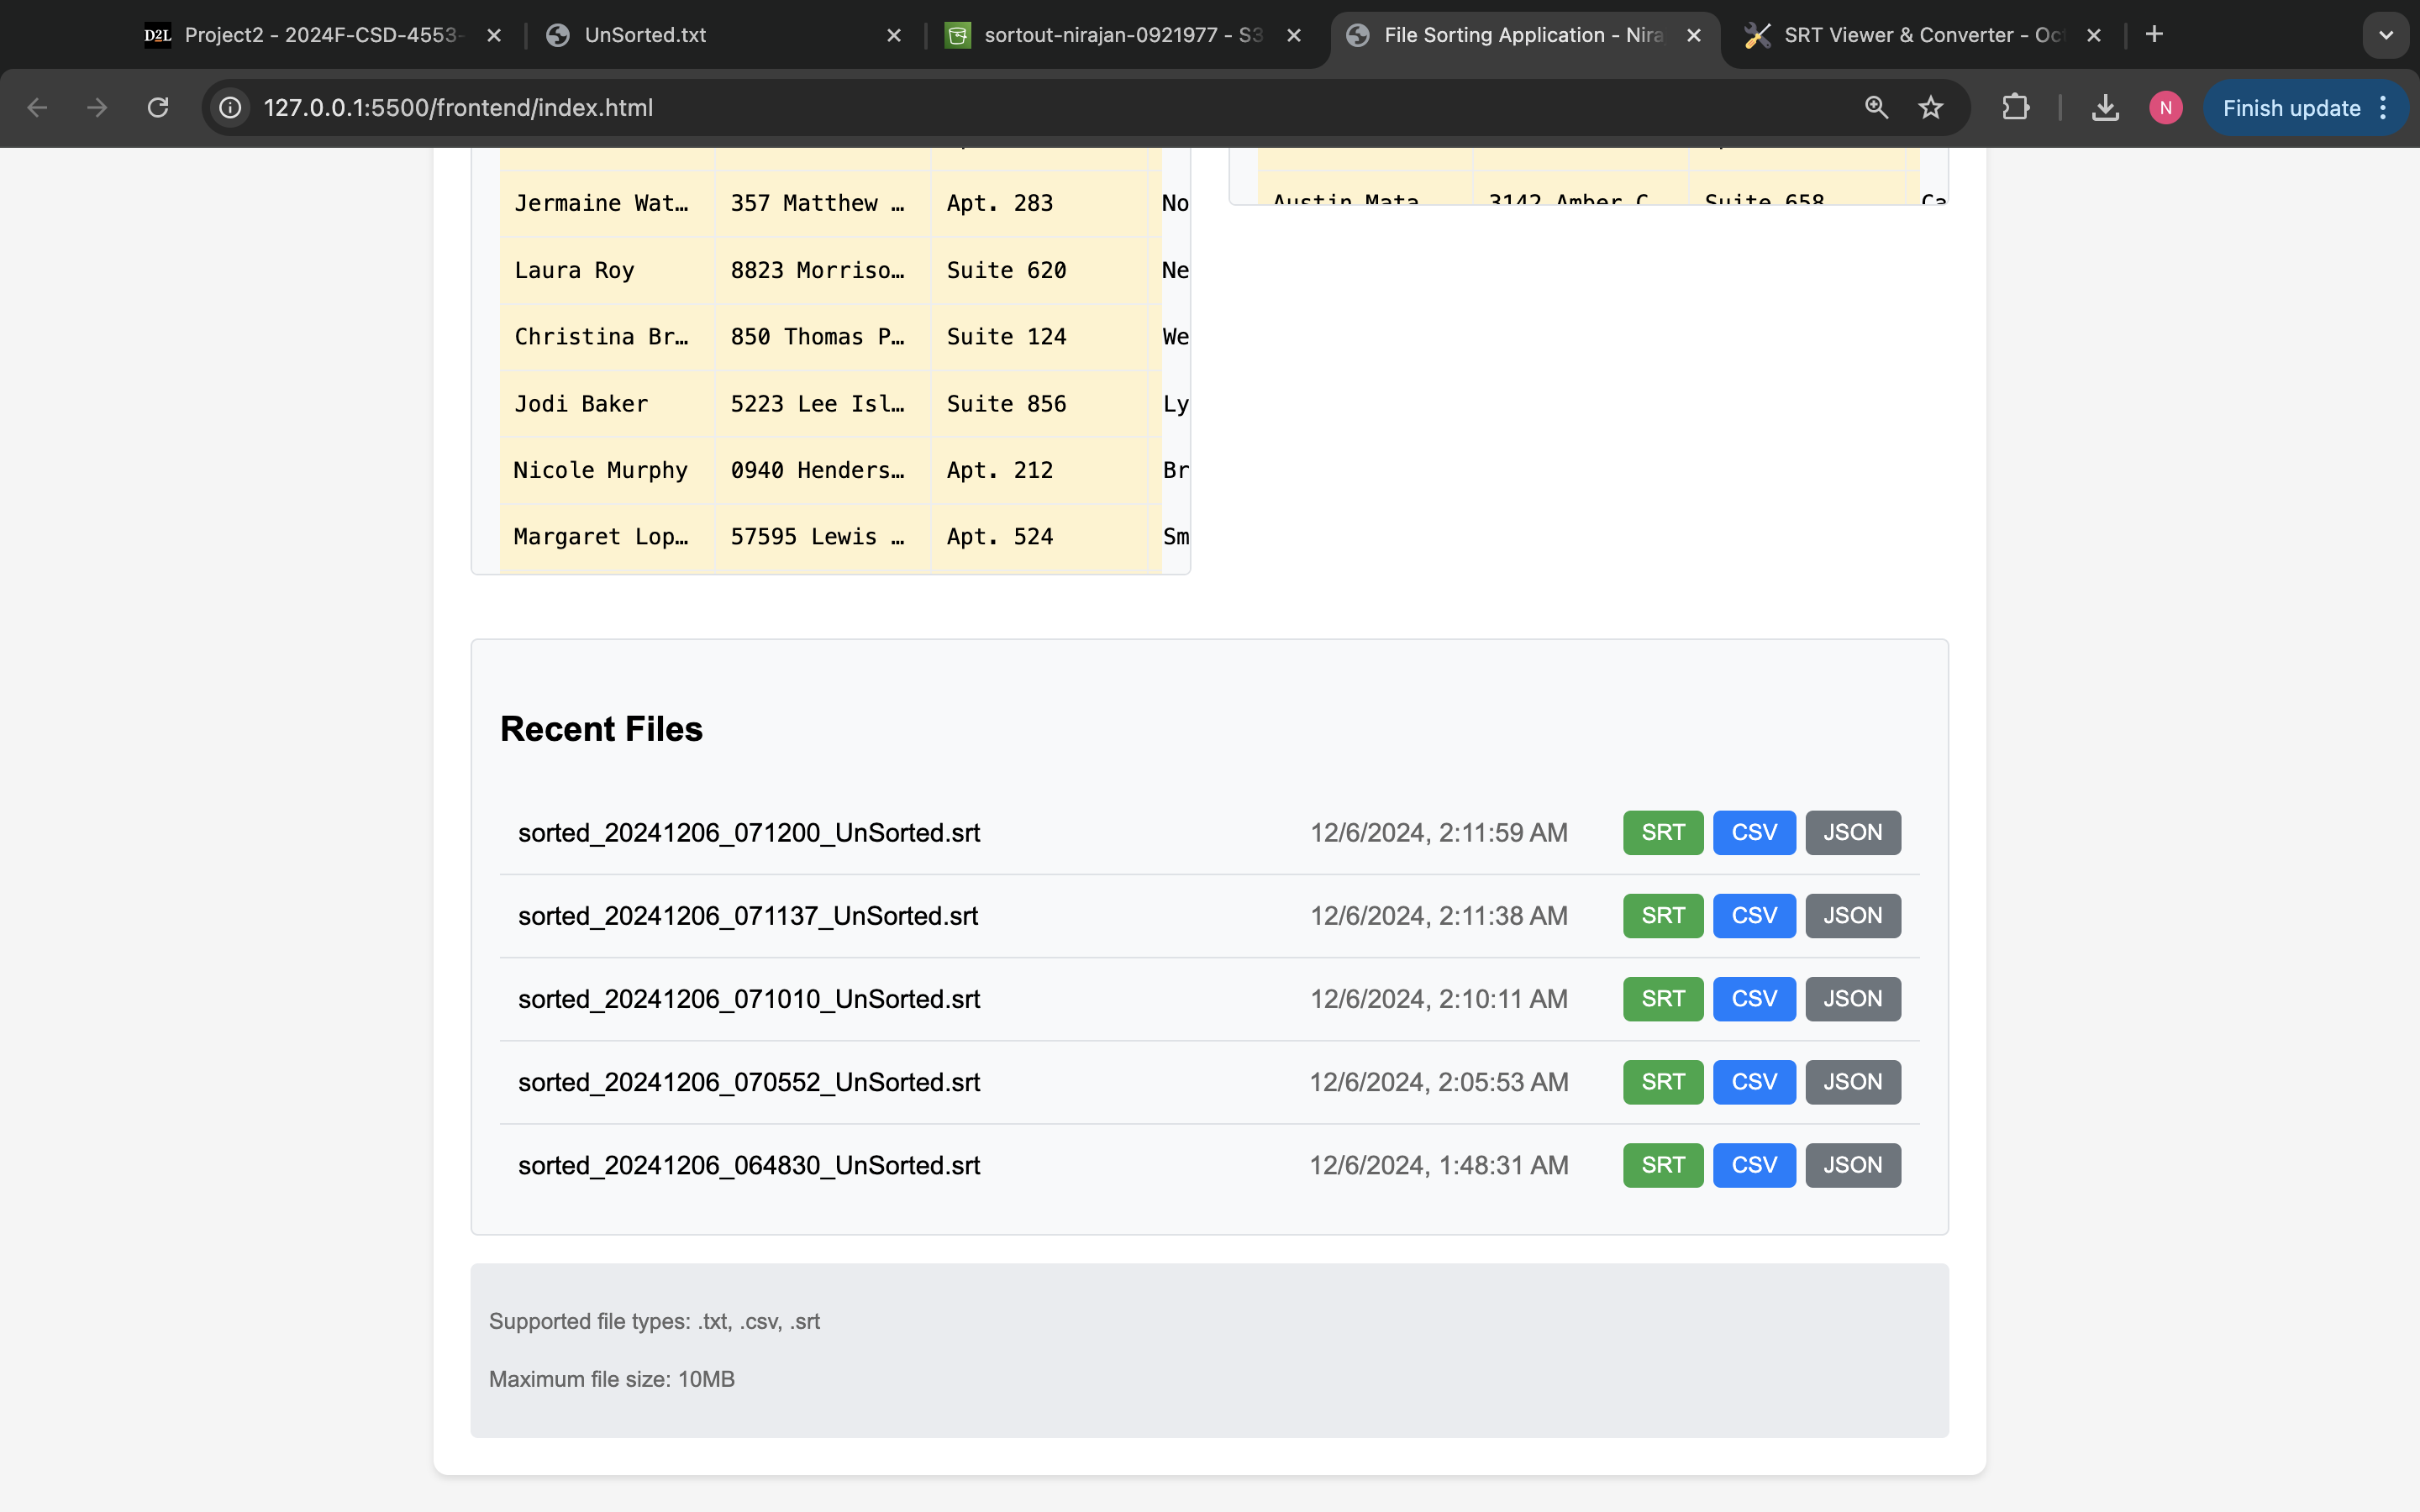 D2L Project2 - 2024F-CSD-4553- UnSorted.txt sortout-nirajan-0921977 - S3 File Sorting Application - Nira SRT Viewer & Converter - Oct
127.0.0.1:5500/frontend/index.html N Finish update
Jermaine Wat… 357 Matthew … Apt. 283 No Austin Mata 3142 Amber C Suite 658 Ca
Laura Roy 8823 Morriso… Suite 620 Ne
Christina Br… 850 Thomas P… Suite 124 We
Jodi Baker 5223 Lee Isl… Suite 856 Ly
Nicole Murphy 0940 Henders… Apt. 212 Br
Margaret Lop… 57595 Lewis … Apt. 524 Sm
Recent Files
sorted_20241206_071200_UnSorted.srt 12/6/2024, 2:11:59 AM SRT CSV JSON
sorted_20241206_071137_UnSorted.srt 12/6/2024, 2:11:38 AM SRT CSV JSON
sorted_20241206_071010_UnSorted.srt 12/6/2024, 2:10:11 AM SRT CSV JSON
sorted_20241206_070552_UnSorted.srt 12/6/2024, 2:05:53 AM SRT CSV JSON
sorted_20241206_064830_UnSorted.srt 12/6/2024, 1:48:31 AM SRT CSV JSON
Supported file types: .txt, .csv, .srt
Maximum file size: 10MB